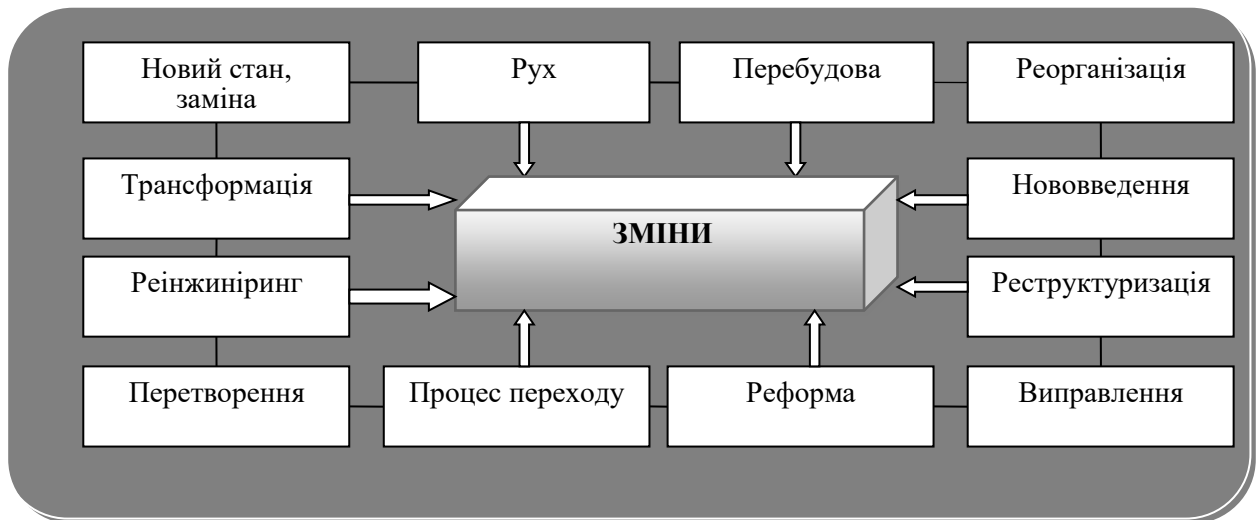 Новий стан,
заміна
Рух
Перебудова
Реорганізація
Трансформація
ЗМІНИ
Нововведення
Реінжиніринг
Реструктуризація
Перетворення
Процес переходу
Реформа
Виправлення